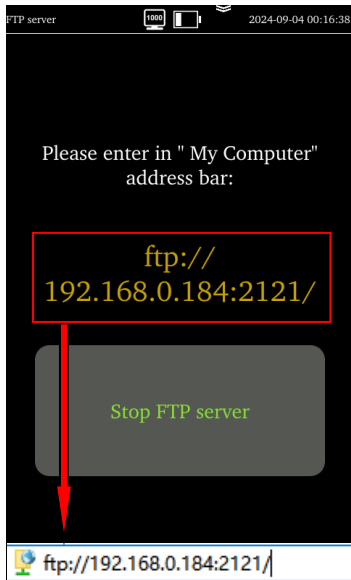 FTP server
1000
2024-09-04 00:16:38
Please enter in " My Computer"
address bar:
ftp://
192.168.0.184:2121/
Stop FTP server
ftp://192.168.0.184:2121/